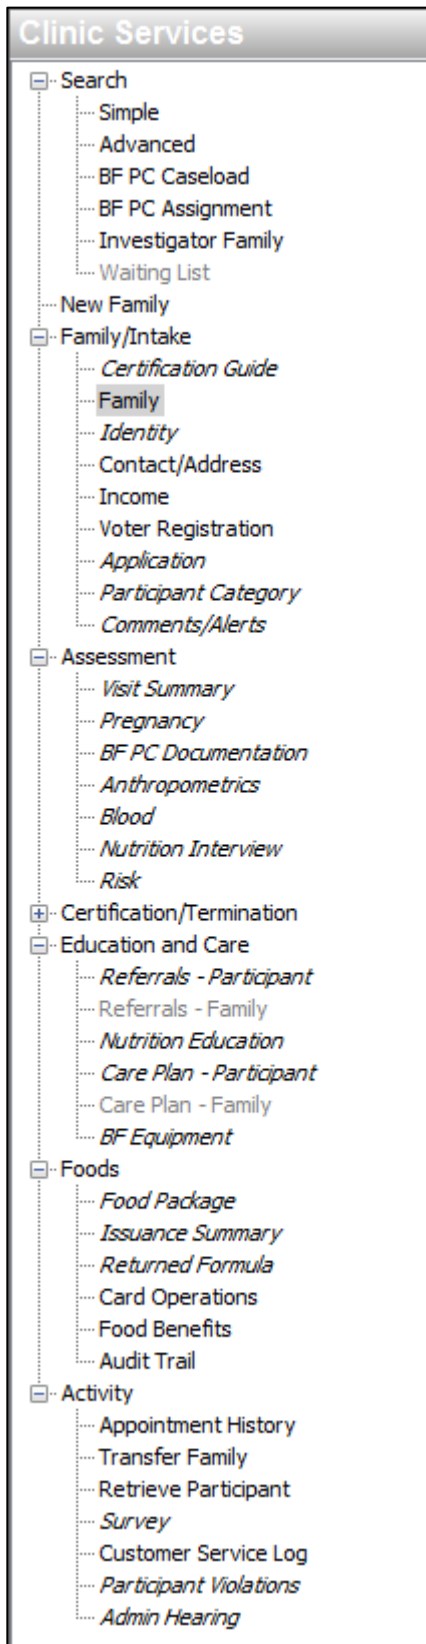 Clinic Services
Search
Simple
Advanced
BF PC Caseload
BF PC Assignment
Investigator Family
Waiting List
New Family
Family/Intake
Certification Guide
Family
Identity
Contact/Address
Income
Voter Registration
Application
Participant Category
Comments/Alerts
Assessment
Visit Summary
Pregnancy
BF PC Documentation
Anthropometrics
Blood
Nutrition Interview
Risk
Certification/Termination
Education and Care
Referrals - Participant
Referrals - Family
Nutrition Education
Care Plan - Participant
Care Plan - Family
BF Equipment
Foods
Food Package
Issuance Summary
Returned Formula
Card Operations
Food Benefits
Audit Trail
Activity
Appointment History
Transfer Family
Retrieve Participant
Survey
Customer Service Log
Participant Violations
Admin Hearing